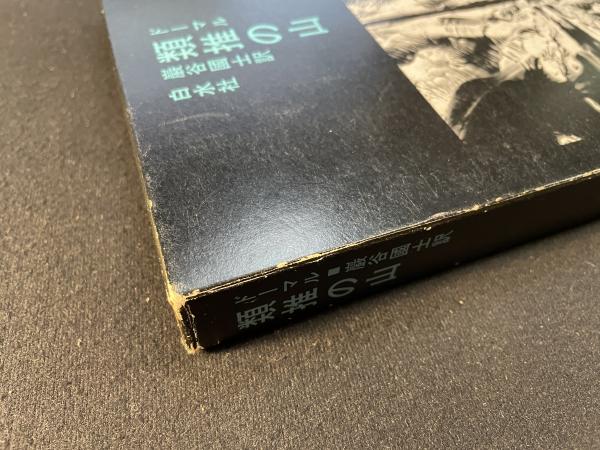 ドーマル
類推の山
巖谷國士訳
白水社
ドーマル■巖谷國士訳
類推の山